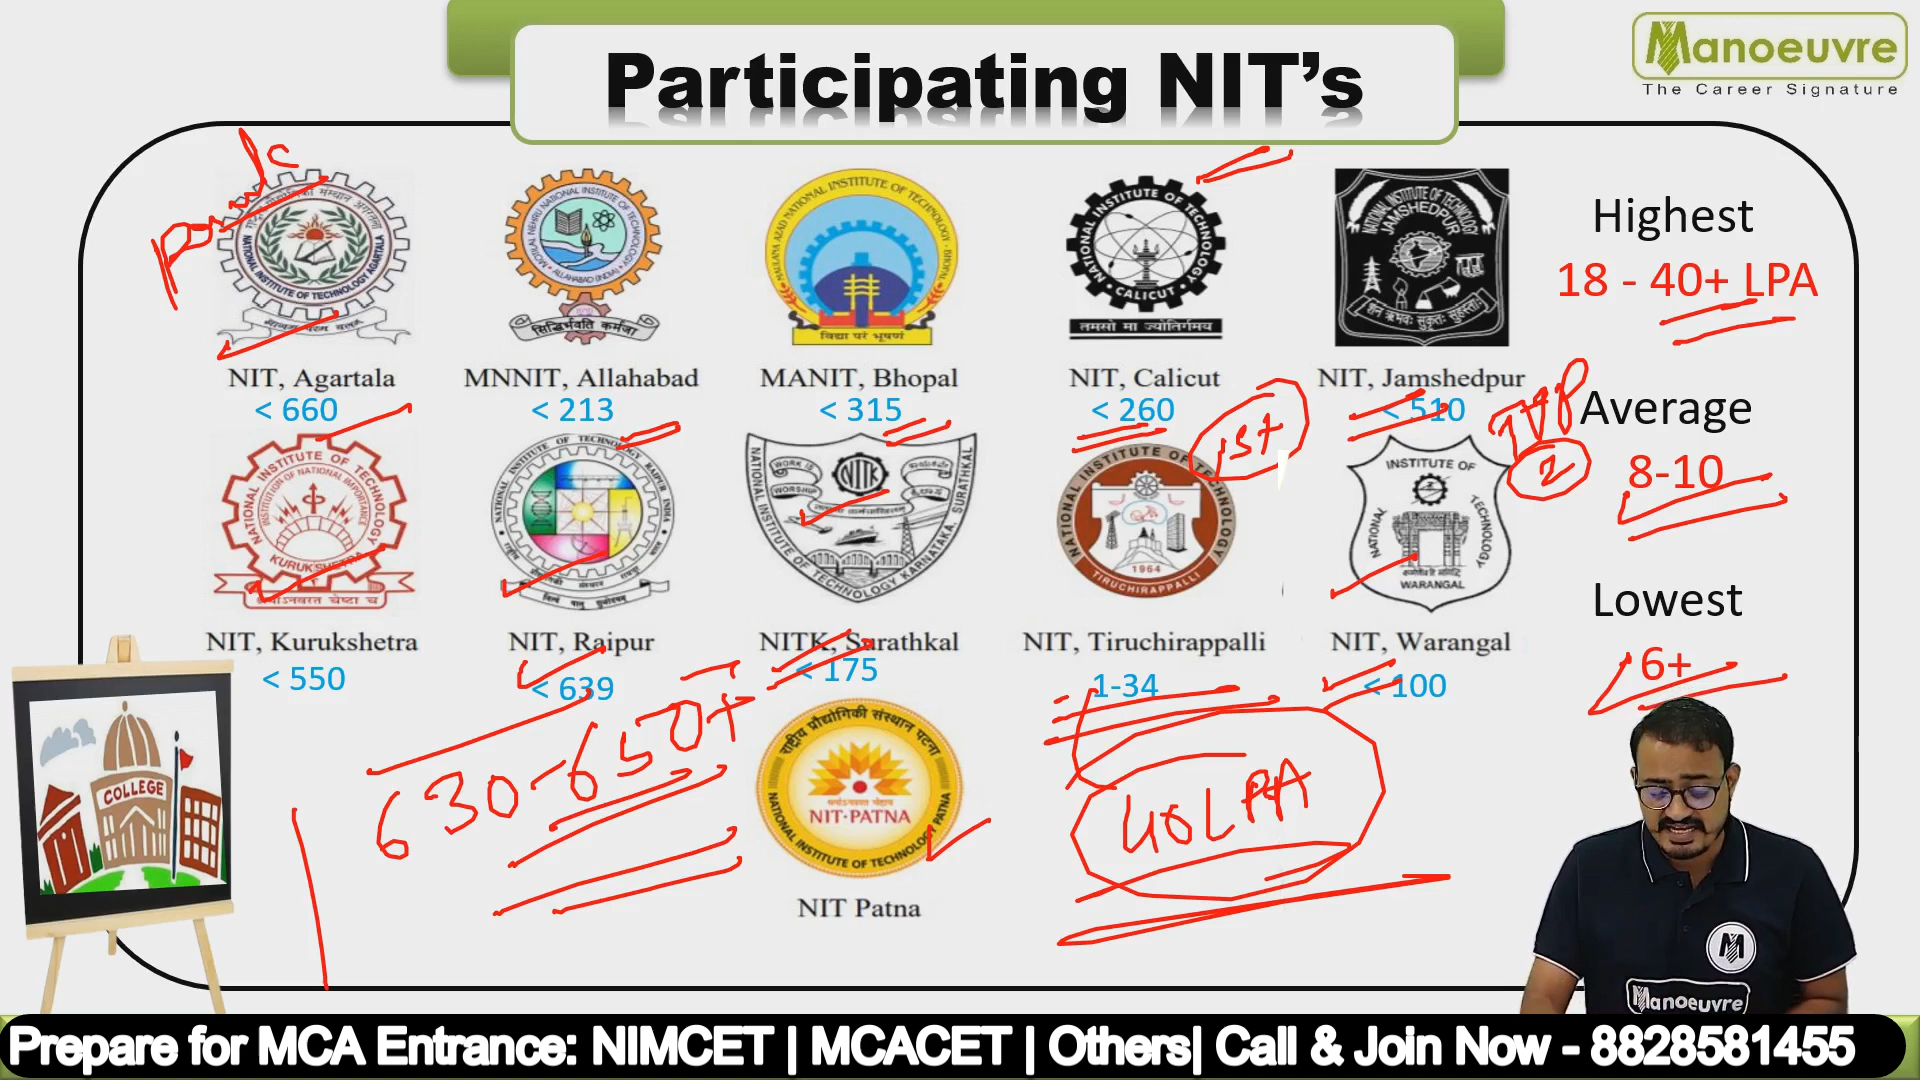 Participating NIT's
Manoeuvre
The Career Signature
Highest
18 - 40+ LPA
NIT, Agartala
MNNIT, Allahabad
MANIT, Bhopal
NIT, Calicut
NIT, Jamshedpur
< 660
< 213
< 315
< 260
< 510
1st
2
Average
8-10
NIT, Kurukshetra
NIT, Raipur
NITK, Surathkal
NIT, Tiruchirappalli
NIT, Warangal
< 550
< 639
< 175
1-34
< 100
Lowest
6+
630-650+
40LPA
COLLEGE
NIT-PATNA
NIT Patna
Manoeuvre
Prepare for MCA Entrance: NIMCET | MCACET | Others| Call & Join Now - 8828581455